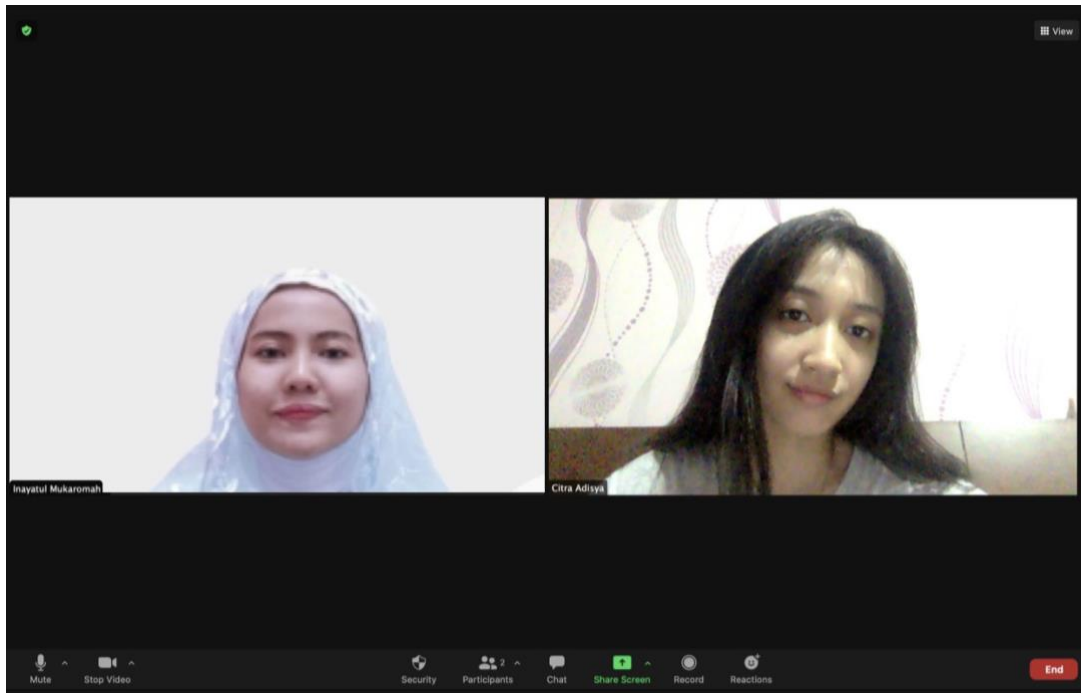 View
Inayatul Mukaromah
Citra Adisya
Mute
Stop Video
Security
Participants
2
Chat
Share Screen
Record
Reactions
End